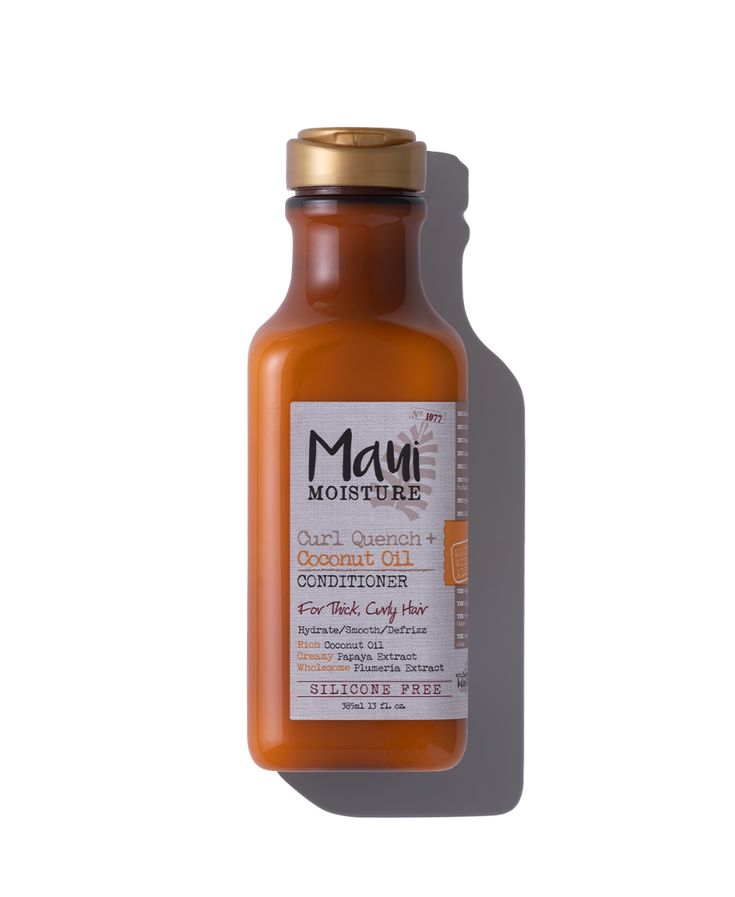 Nº 1077
Maui
MOISTURE
Curl Quench +
Coconut Oil
CONDITIONER
For Thick, Curly Hair
Hydrate/Smooth/Defrizz
Rich Coconut Oil
Creamy Papaya Extract
Wholesome Plumeria Extract
SILICONE FREE
385ml 13 fl. oz.